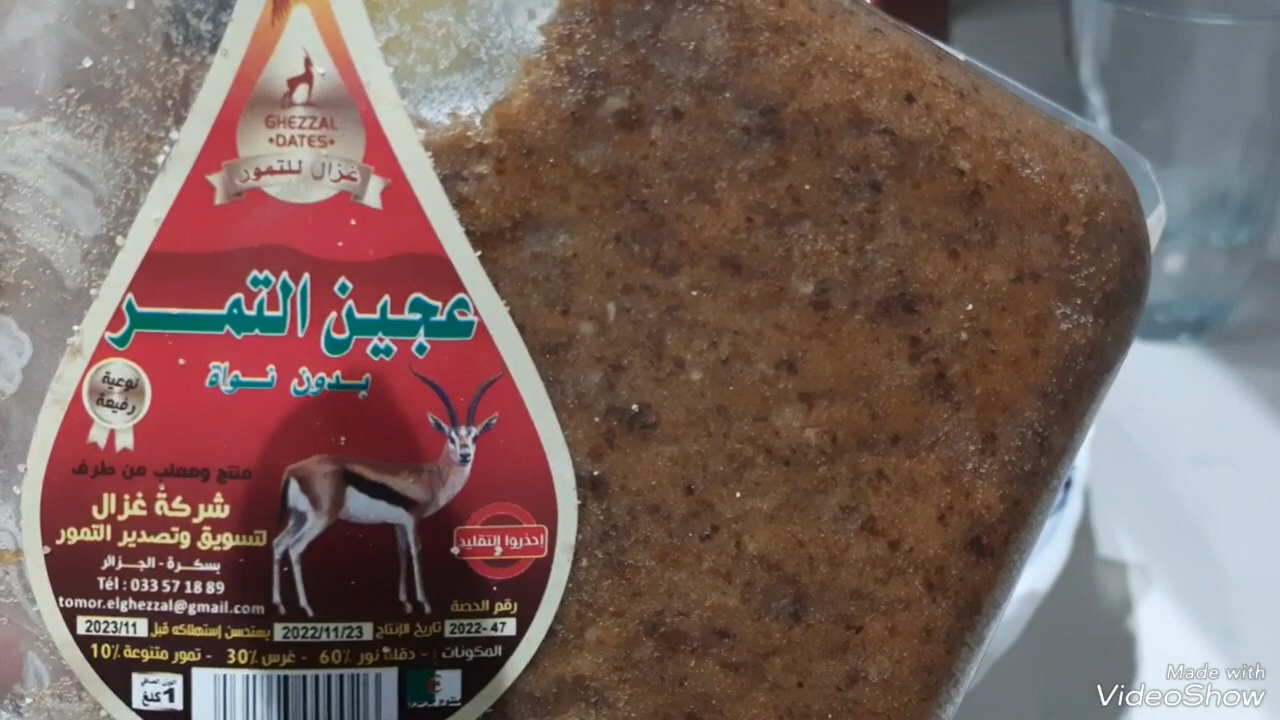 GHEZZAL
•DATES•
غزال للتمور
عجين التمر
بدون نواة
نوعية
رفيعة
منتج ومعلب من طرف
شركة غزال
لتسويق وتصدير التمور
بسكرة - الجزائر
Tél : 033 57 18 89
tomor.elghezzal@gmail.com
احذروا التقليد
رقم الحصة
2022- 47 تاريخ الإنتاج 2022/11/23 يستحسن إستهلاكه قبل 2023/11
المكونات : - دقلة نور 60٪ - غرس 30٪ - تمور متنوعة 10٪
الوزن الصافي
1 كلغ
Made with
VideoShow